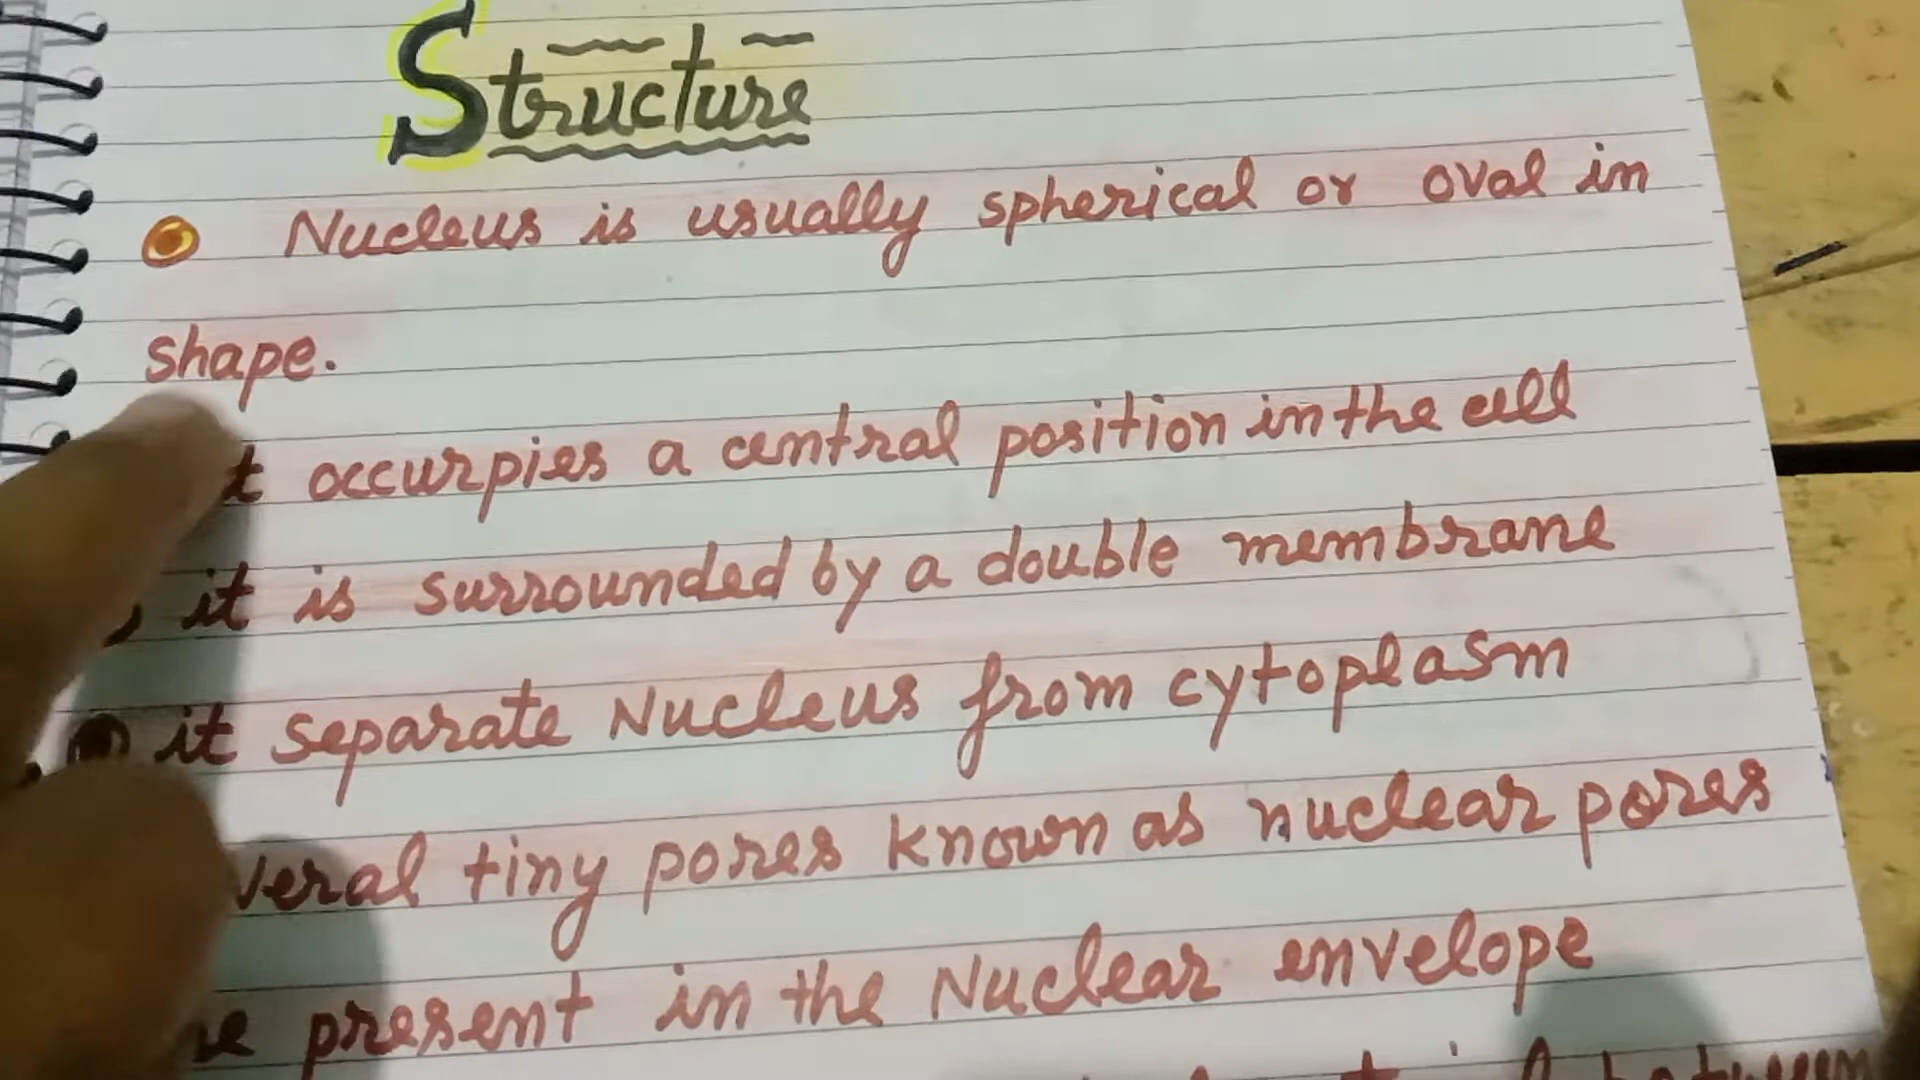 Structure
Nucleus is usually spherical or oval in
shape.
occurpies a central position in the cell
it is surrounded by a double membrane
it separate Nucleus from cytoplasm
tiny pores known as nuclear pores
present in the Nuclear envelope
between